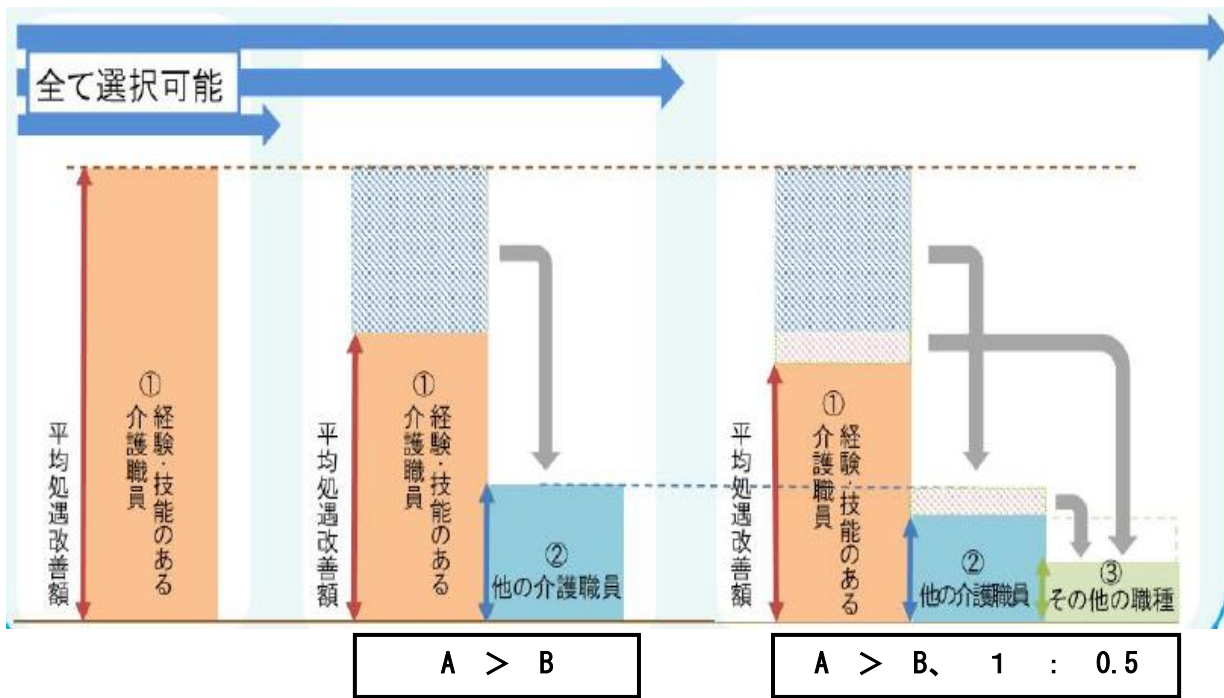 全て選択可能
平均処遇改善額
①
経験・技能のある
介護職員
平均処遇改善額
①
経験・技能のある
介護職員
②
他の介護職員
平均処遇改善額
①
経験・技能のある
介護職員
②
他の介護職員
③
その他の職種
A > B
A > B、 1 : 0.5